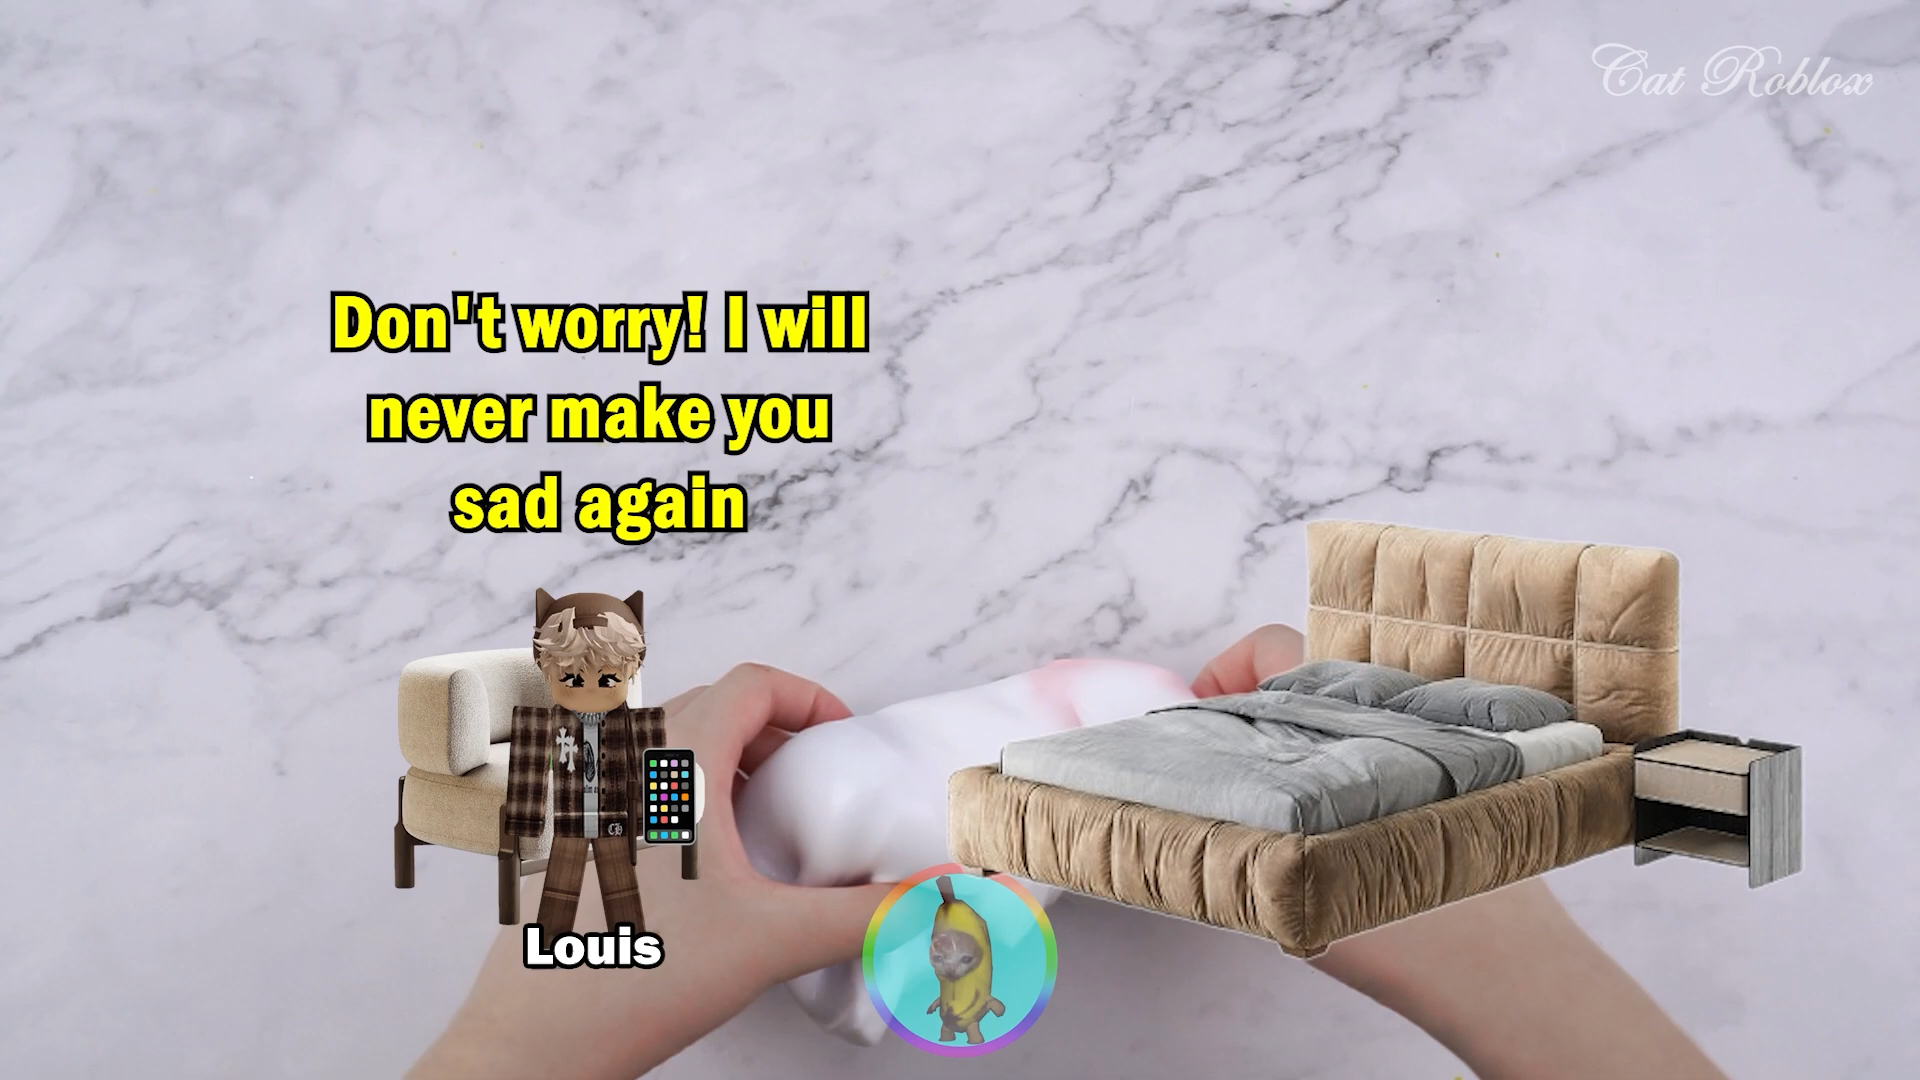 Cat Roblox
Don't worry! I will
never make you
sad again
Louis